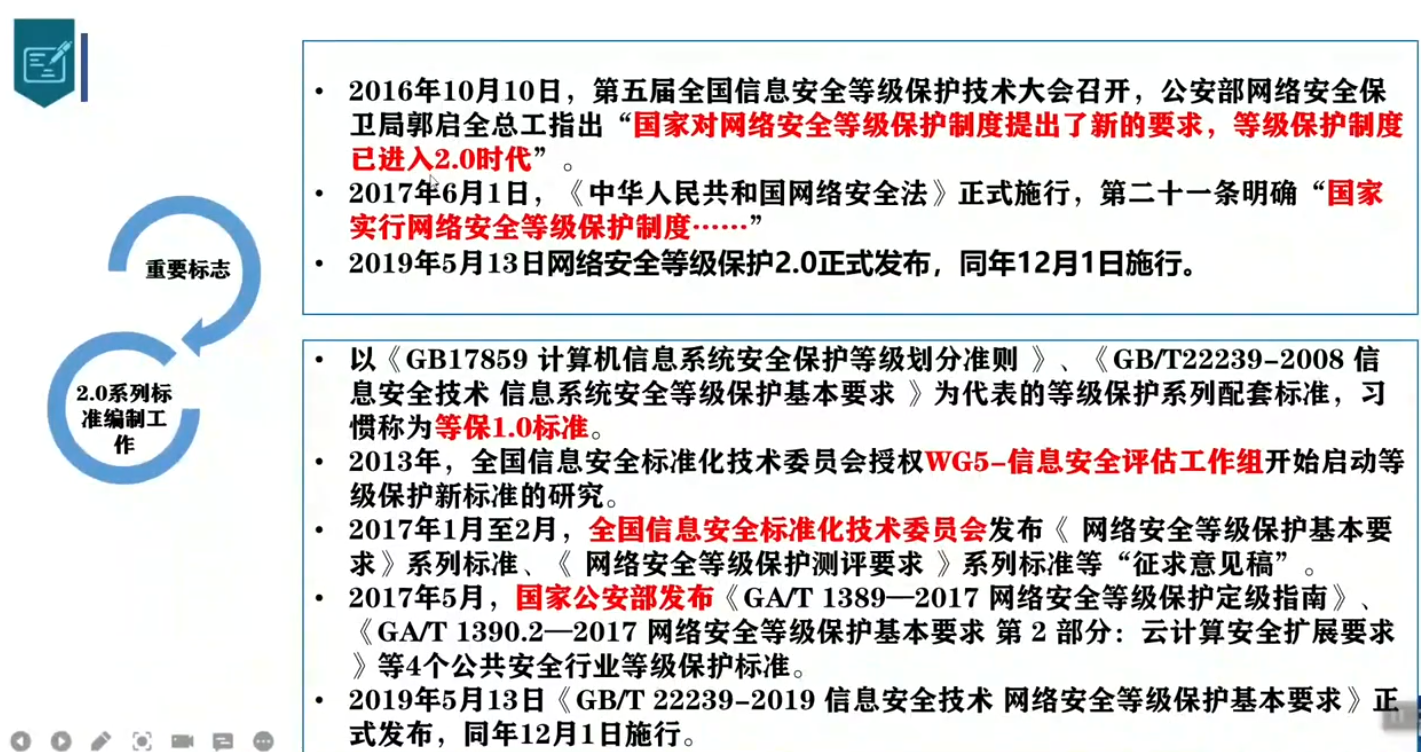 • 2016年10月10日，第五届全国信息安全等级保护技术大会召开，公安部网络安全保
卫局郭启全总工指出“国家对网络安全等级保护制度提出了新的要求，等级保护制度
已进入2.0时代”。
• 2017年6月1日，《中华人民共和国网络安全法》正式施行，第二十一条明确“国家
实行网络安全等级保护制度……”
• 2019年5月13日网络安全等级保护2.0正式发布，同年12月1日施行。
重要标志
2.0系列标
准编制工
作
• 以《GB17859 计算机信息系统安全保护等级划分准则 》、《GB/T22239-2008 信
息安全技术 信息系统安全等级保护基本要求 》为代表的等级保护系列配套标准，习
惯称为等保1.0标准。
• 2013年，全国信息安全标准化技术委员会授权WG5-信息安全评估工作组开始启动等
级保护新标准的研究。
• 2017年1月至2月，全国信息安全标准化技术委员会发布《 网络安全等级保护基本要
求》系列标准、《 网络安全等级保护测评要求 》系列标准等“征求意见稿”。
• 2017年5月，国家公安部发布《GA/T 1389—2017 网络安全等级保护定级指南》、
《GA/T 1390.2—2017 网络安全等级保护基本要求 第 2 部分：云计算安全扩展要求
》等4个公共安全行业等级保护标准。
• 2019年5月13日《GB/T 22239-2019 信息安全技术 网络安全等级保护基本要求》正
式发布，同年12月1日施行。